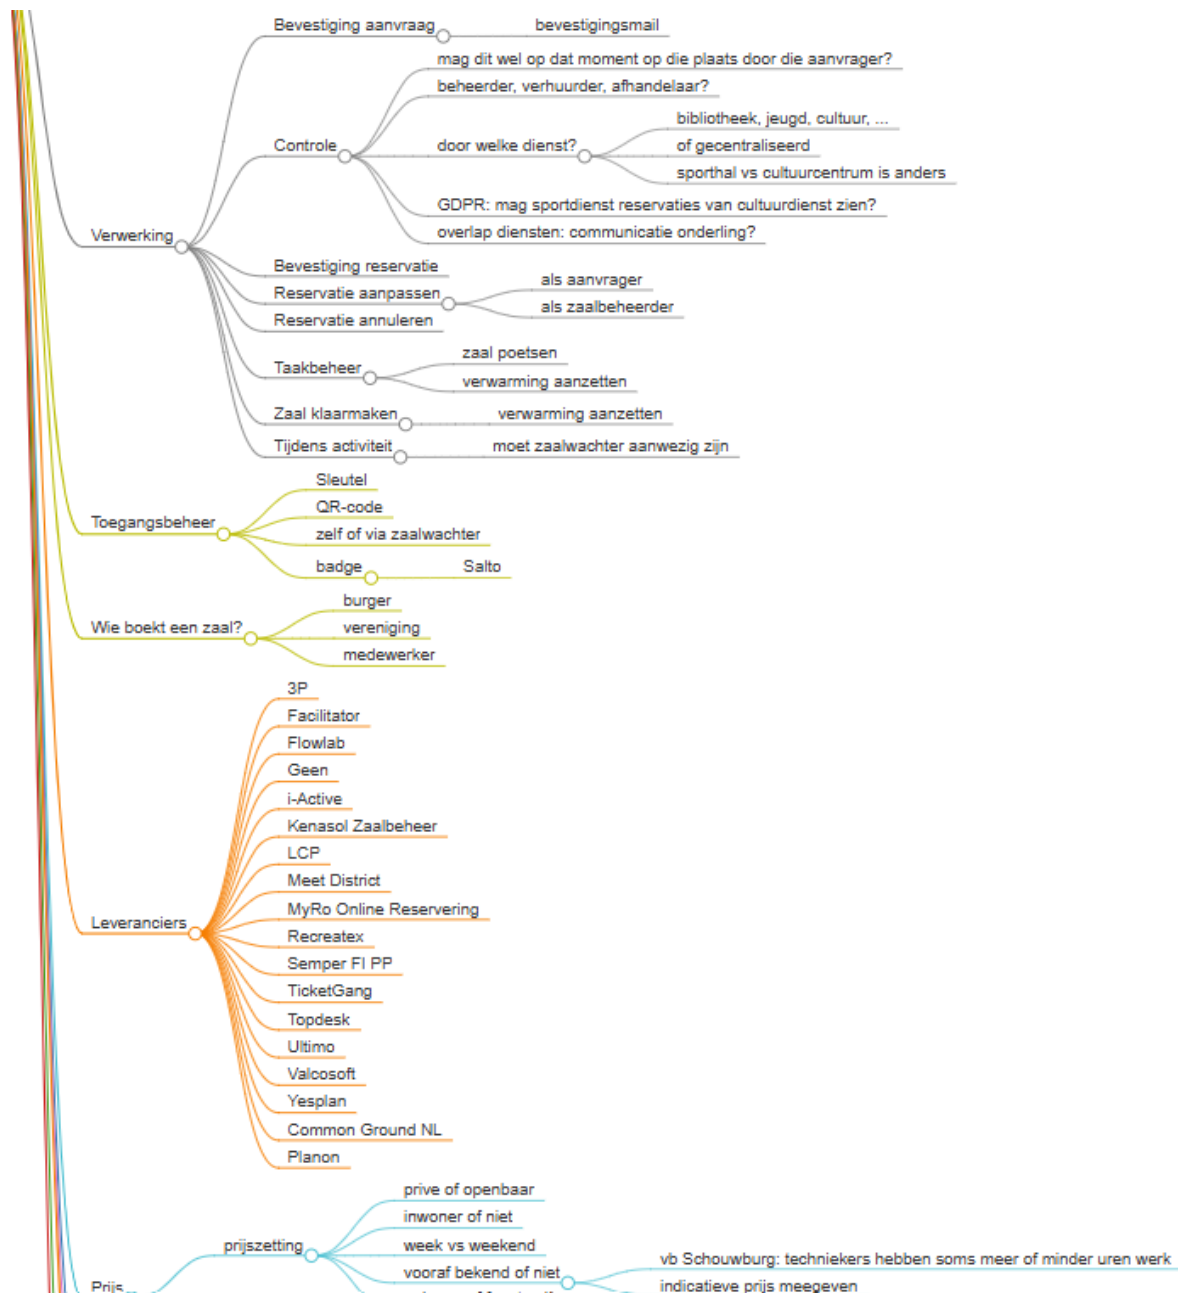 Bevestiging aanvraag
bevestigingsmail
mag dit wel op dat moment op die plaats door die aanvrager?
beheerder, verhuurder, afhandelaar?
bibliotheek, jeugd, cultuur, ...
Controle
door welke dienst?
of gecentraliseerd
sporthal vs cultuurcentrum is anders
GDPR: mag sportdienst reservaties van cultuurdienst zien?
overlap diensten: communicatie onderling?
Verwerking
Bevestiging reservatie
Reservatie aanpassen
als aanvrager
als zaalbeheerder
Reservatie annuleren
Taakbeheer
zaal poetsen
verwarming aanzetten
Zaal klaarmaken
verwarming aanzetten
Tijdens activiteit
moet zaalwachter aanwezig zijn
Sleutel
QR-code
Toegangsbeheer
zelf of via zaalwachter
badge
Salto
burger
Wie boekt een zaal?
vereniging
medewerker
3P
Facilitator
Flowlab
Geen
i-Active
Kenasol Zaalbeheer
LCP
Meet District
MyRo Online Reservering
Leveranciers
Recreatex
Semper FI PP
TicketGang
Topdesk
Ultimo
Valcosoft
Yesplan
Common Ground NL
Planon
prive of openbaar
inwoner of niet
prijszetting
week vs weekend
vooraf bekend of niet
vb Schouwburg: techniekers hebben soms meer of minder uren werk
indicatieve prijs meegeven
Prijs